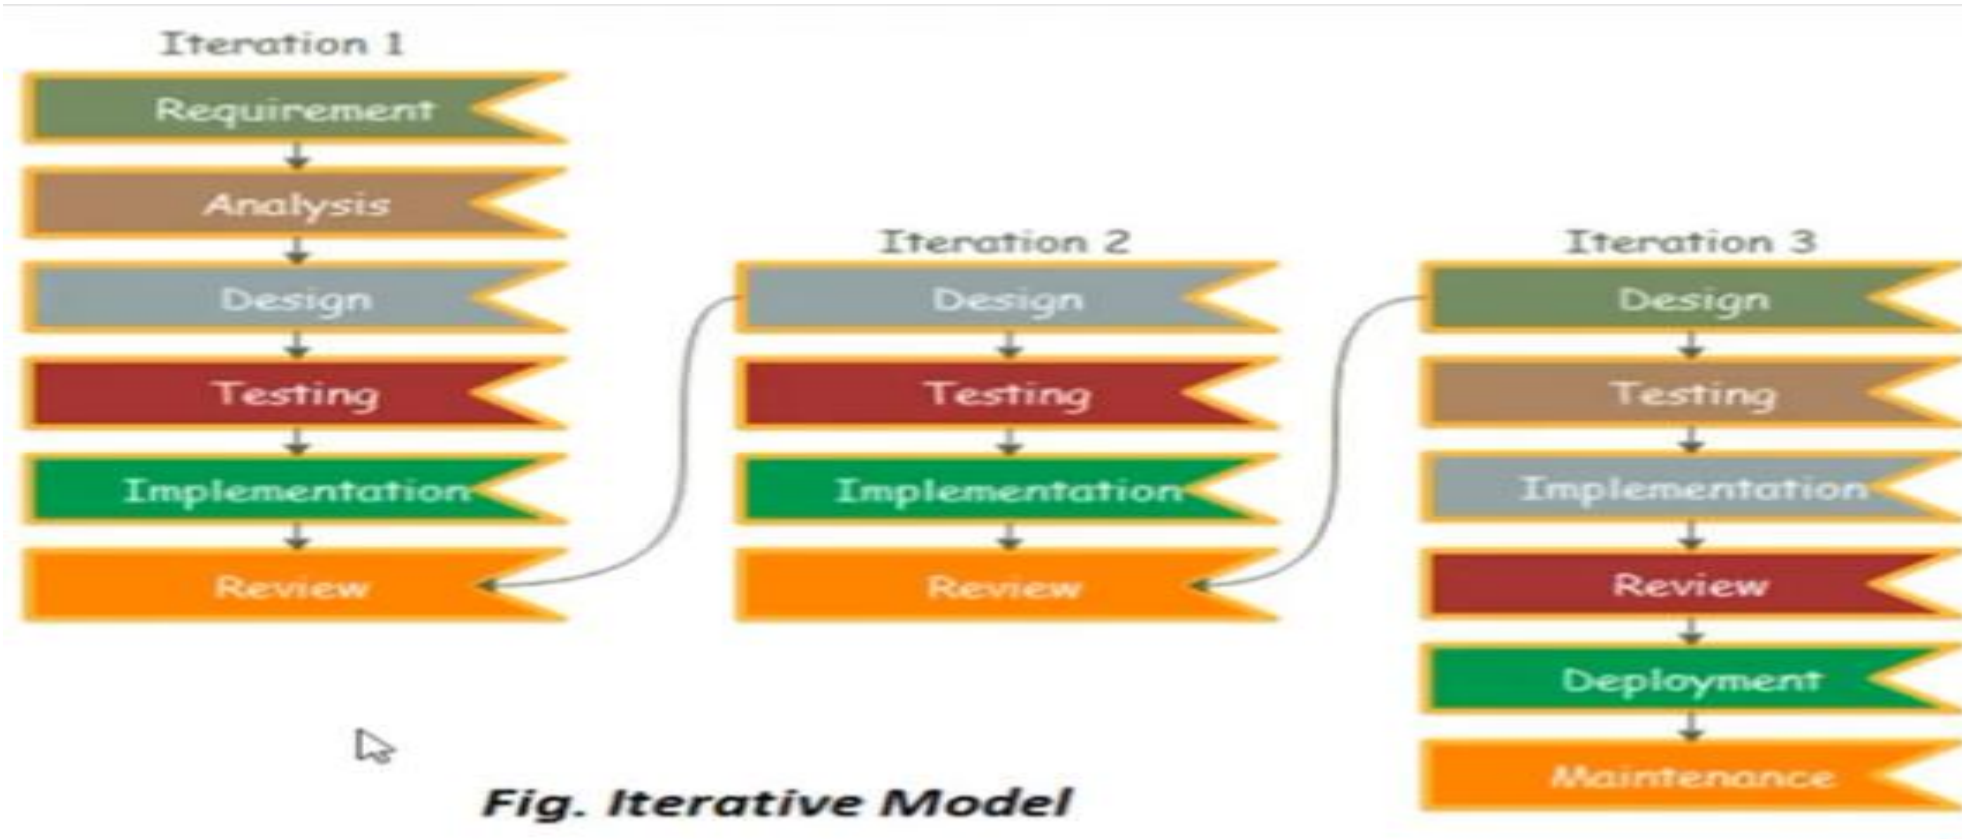 Iteration 1
Requirement
Analysis
Design
Testing
Implementation
Review
Iteration 2
Design
Testing
Implementation
Review
Iteration 3
Design
Testing
Implementation
Review
Deployment
Maintenance
Fig. Iterative Model